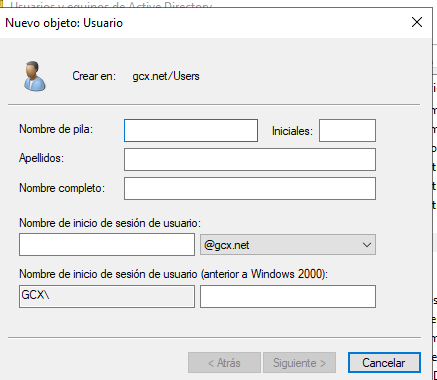 Usuarios y equipos de Active Directory
Nuevo objeto: Usuario
Crear en: gcx.net/Users
Nombre de pila: Iniciales:
Apellidos:
Nombre completo:
Nombre de inicio de sesión de usuario:
@gcx.net
Nombre de inicio de sesión de usuario (anterior a Windows 2000):
GCX\
< Atrás Siguiente > Cancelar